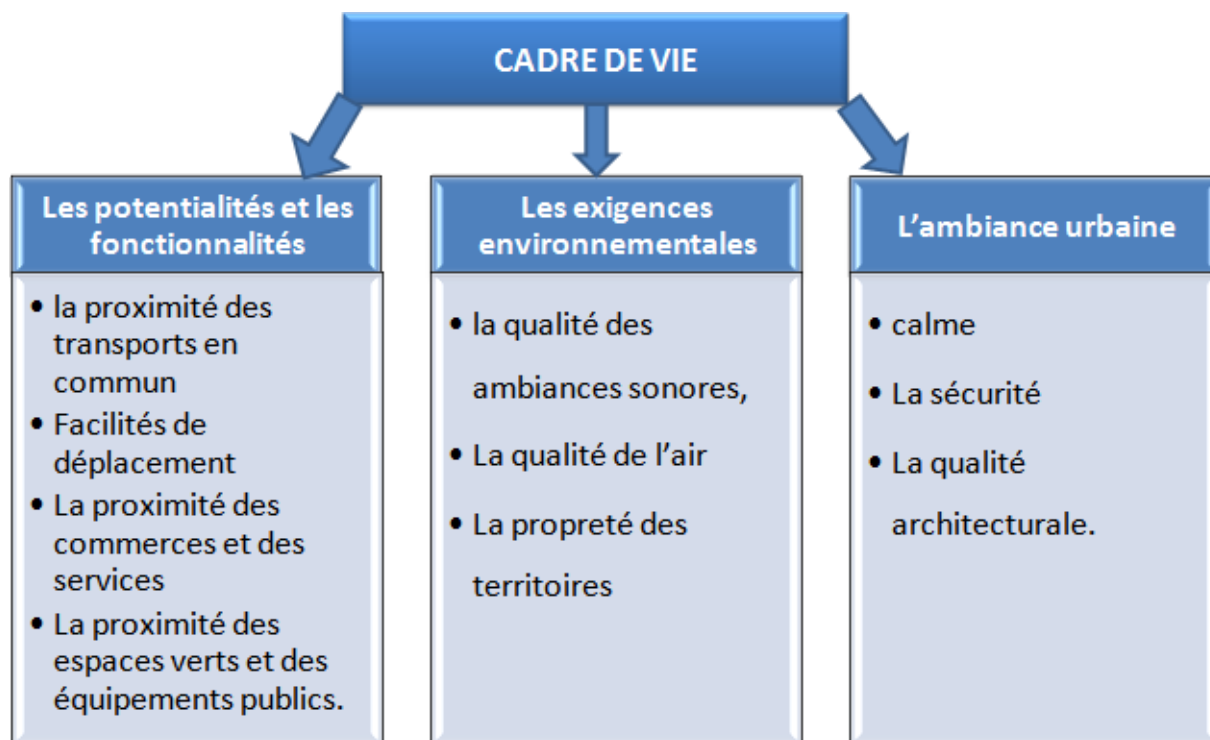 CADRE DE VIE
Les potentialités et les
fonctionnalités
• la proximité des
transports en
commun
• Facilités de
déplacement
• La proximité des
commerces et des
services
• La proximité des
espaces verts et des
équipements publics.
Les exigences
environnementales
• la qualité des
ambiances sonores,
• La qualité de l’air
• La propreté des
territoires
L’ambiance urbaine
• calme
• La sécurité
• La qualité
architecturale.